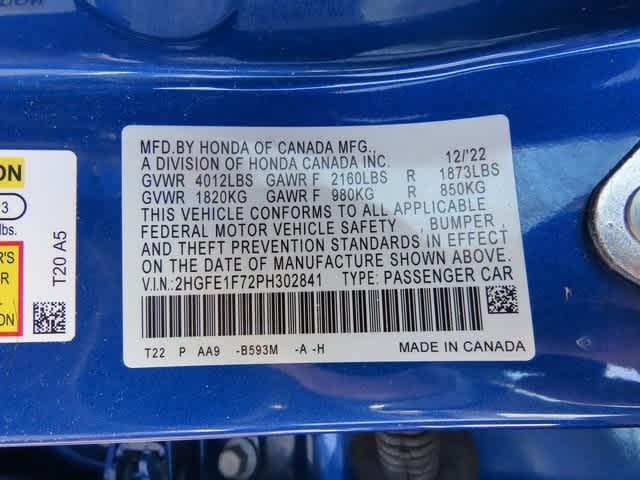 MFD.BY HONDA OF CANADA MFG.,
A DIVISION OF HONDA CANADA INC. 12/'22
GVWR 4012LBS GAWR F 2160LBS R 1873LBS
GVWR 1820KG GAWR F 980KG R 850KG
THIS VEHICLE CONFORMS TO ALL APPLICABLE
FEDERAL MOTOR VEHICLE SAFETY , BUMPER ,
AND THEFT PREVENTION STANDARDS IN EFFECT
ON THE DATE OF MANUFACTURE SHOWN ABOVE.
V.I.N:2HGFE1F72PH302841 TYPE: PASSENGER CAR
T22 P AA9 -B593M -A -H MADE IN CANADA
ON
3
lbs.
T20 A5